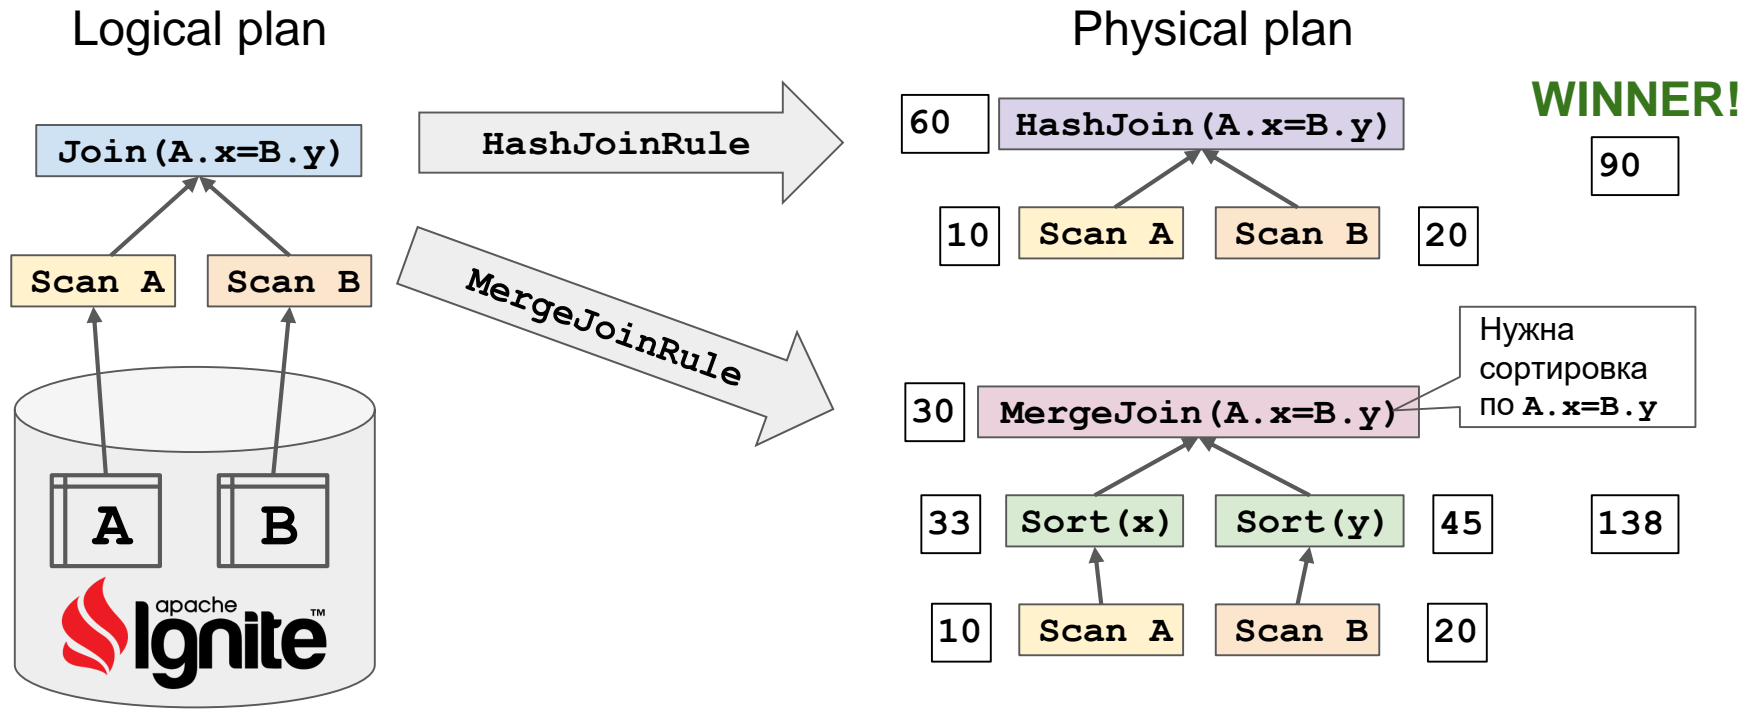 Logical plan
Physical plan
WINNER!
60
HashJoin(A.x=B.y)
HashJoinRule
Join(A.x=B.y)
90
10
Scan A
Scan B
20
Scan A
Scan B
MergeJoinRule
Нужна
сортировка
по A.x=B.y
30
MergeJoin(A.x=B.y)
33
Sort(x)
Sort(y)
45
138
A
B
apache
Ignite™
10
Scan A
Scan B
20